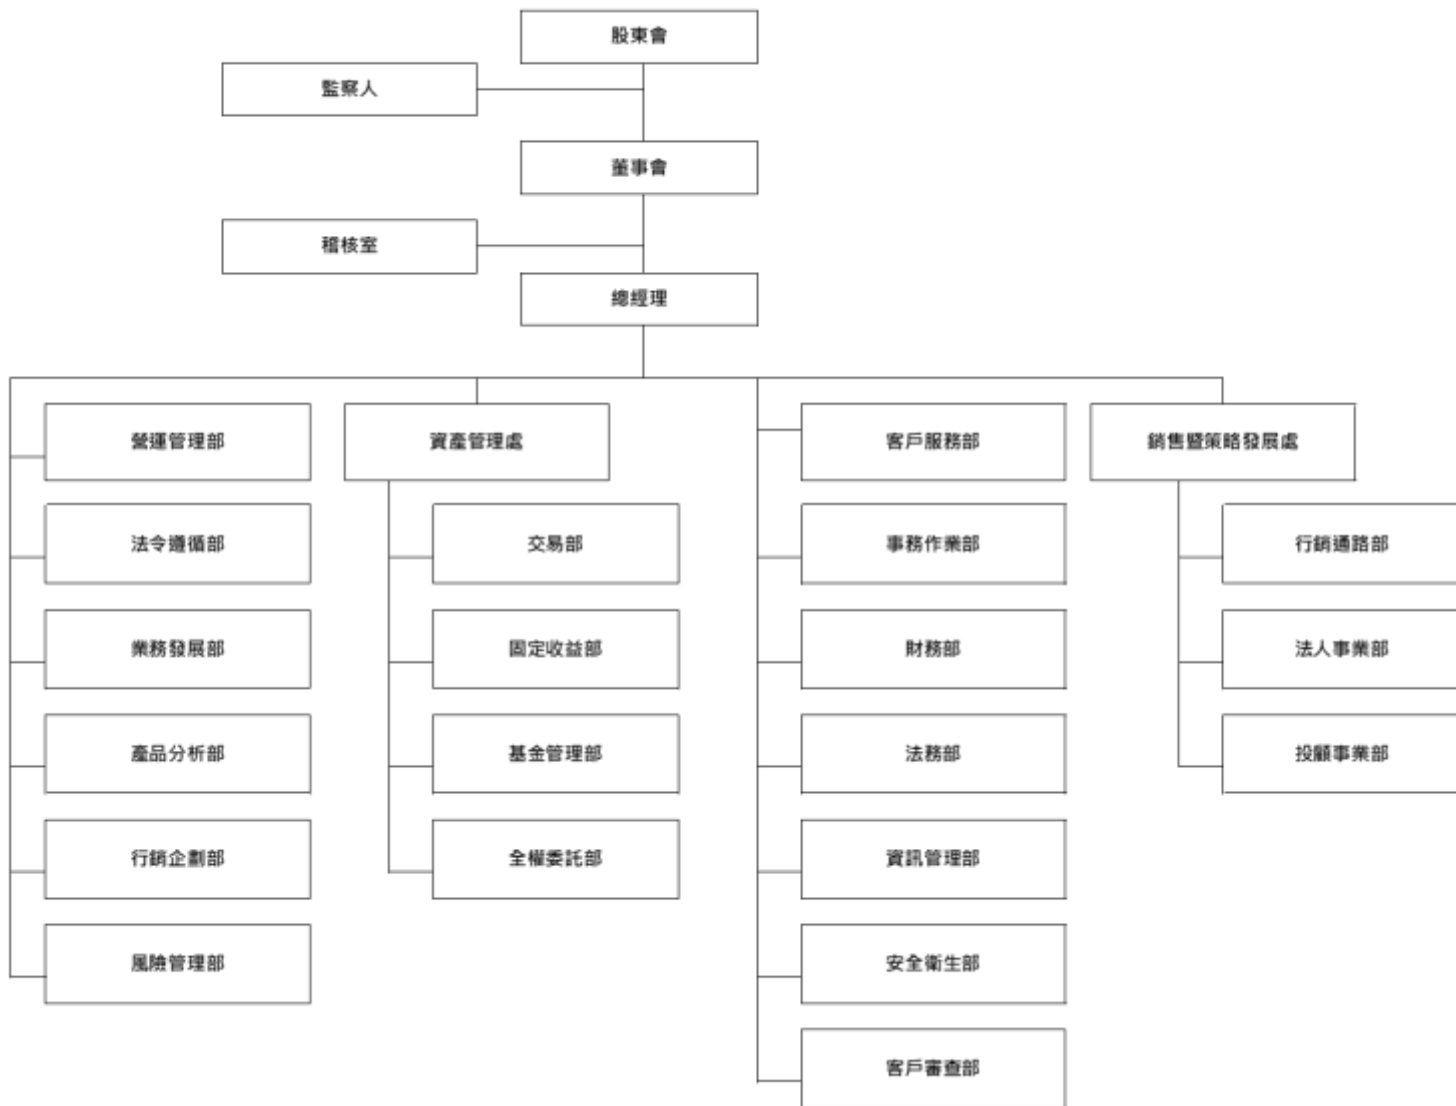 股東會
監察人
董事會
稽核室
總經理
營運管理部
資產管理處
客戶服務部
銷售暨策略發展處
法令遵循部
交易部
事務作業部
行銷通路部
業務發展部
固定收益部
財務部
法人事業部
產品分析部
基金管理部
法務部
投顧事業部
行銷企劃部
全權委託部
資訊管理部
風險管理部
安全衛生部
客戶審查部